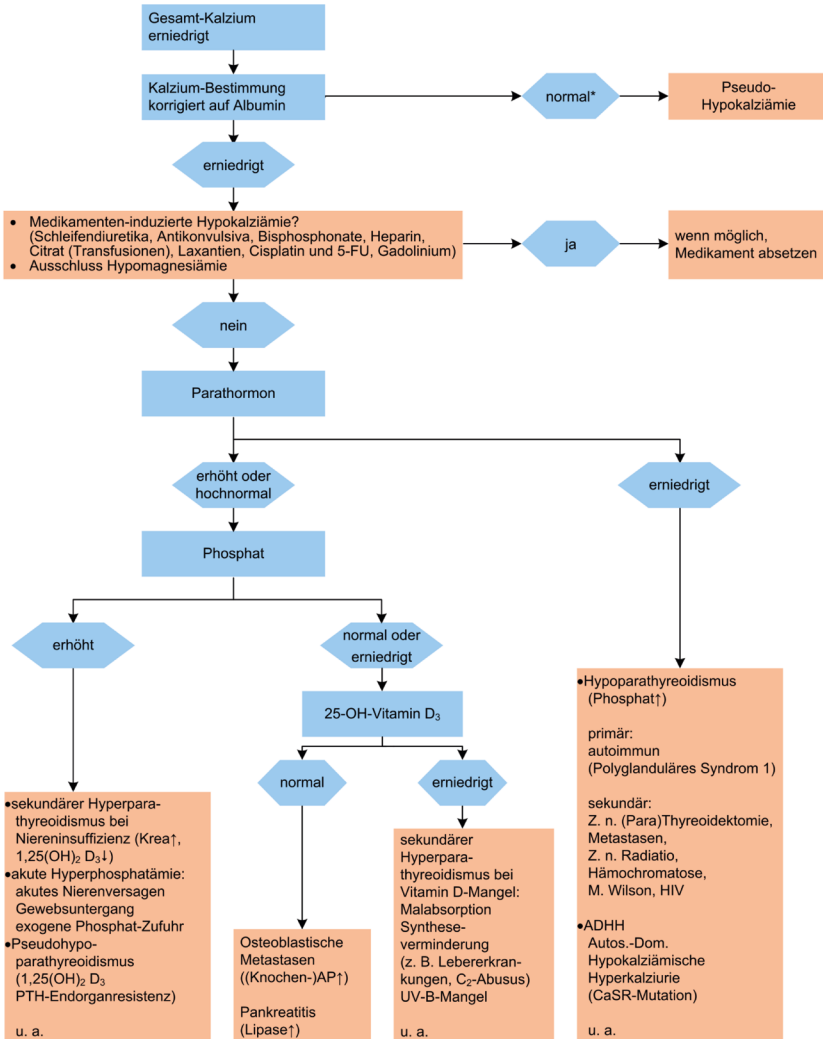 Gesamt-Kalzium
erniedrigt
Kalzium-Bestimmung
korrigiert auf Albumin
normal*
Pseudo-
Hypokalziämie
erniedrigt
• Medikamenten-induzierte Hypokalziämie?
(Schleifendiuretika, Antikonvulsiva, Bisphosphonate, Heparin,
Citrat (Transfusionen), Laxantien, Cisplatin und 5-FU, Gadolinium)
• Ausschluss Hypomagnesiämie
ja
wenn möglich,
Medikament absetzen
nein
Parathormon
erhöht oder
hochnormal
erniedrigt
Phosphat
erhöht
normal oder
erniedrigt
25-OH-Vitamin D₃
normal
erniedrigt
•sekundärer Hyperpara-
thyreoidismus bei
Niereninsuffizienz (Krea↑,
1,25(OH)₂ D₃↓)
•akute Hyperphosphatämie:
akutes Nierenversagen
Gewebsuntergang
exogene Phosphat-Zufuhr
•Pseudohypo-
parathyreoidismus
(1,25(OH)₂ D₃
PTH-Endorganresistenz)
u. a.
Osteoblastische
Metastasen
((Knochen-)AP↑)
Pankreatitis
(Lipase↑)
sekundärer
Hyperpara-
thyreoidismus bei
Vitamin D-Mangel:
Malabsorption
Synthese-
verminderung
(z. B. Lebererkran-
kungen, C₂-Abusus)
UV-B-Mangel
u. a.
•Hypoparathyreoidismus
(Phosphat↑)
primär:
autoimmun
(Polyglanduläres Syndrom 1)
sekundär:
Z. n. (Para)Thyreoidektomie,
Metastasen,
Z. n. Radiatio,
Hämochromatose,
M. Wilson, HIV
•ADHH
Autos.-Dom.
Hypokalziämische
Hyperkalziurie
(CaSR-Mutation)
u. a.